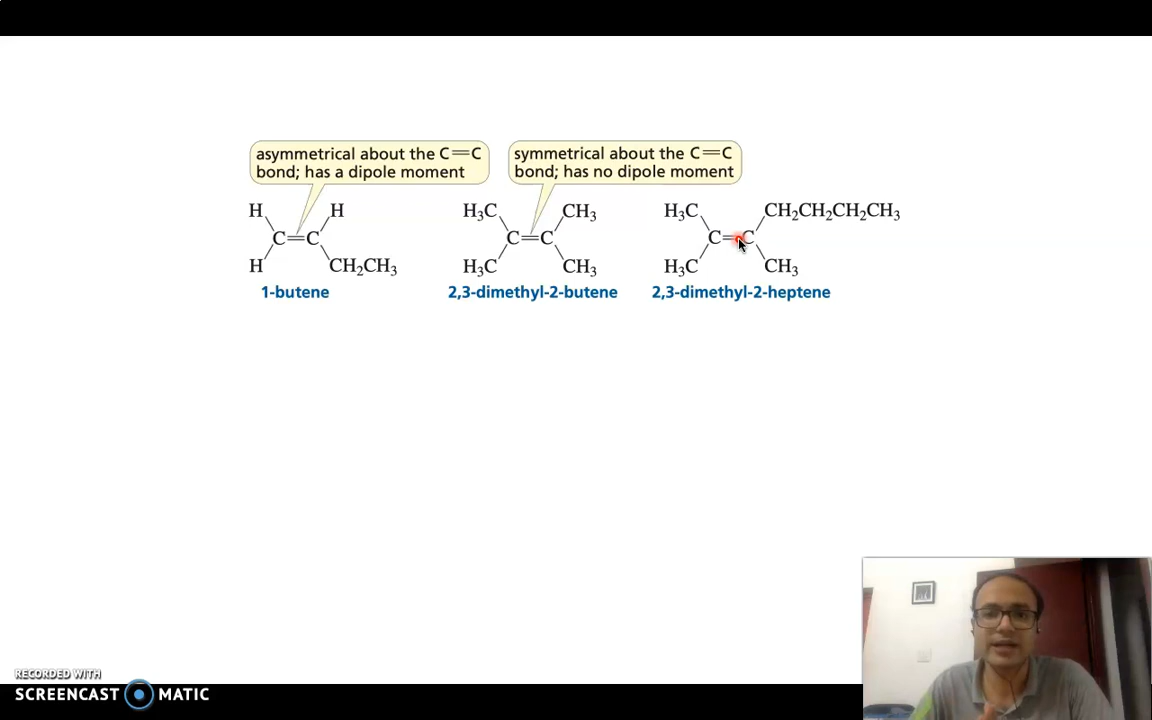 asymmetrical about the C=C
bond; has a dipole moment
symmetrical about the C=C
bond; has no dipole moment
H H
C=C
H CH₂CH₃
1-butene
H₃C CH₃
C=C
H₃C CH₃
2,3-dimethyl-2-butene
H₃C CH₂CH₂CH₂CH₃
C=C
H₃C CH₃
2,3-dimethyl-2-heptene
RECORDED WITH
SCREENCAST MATIC